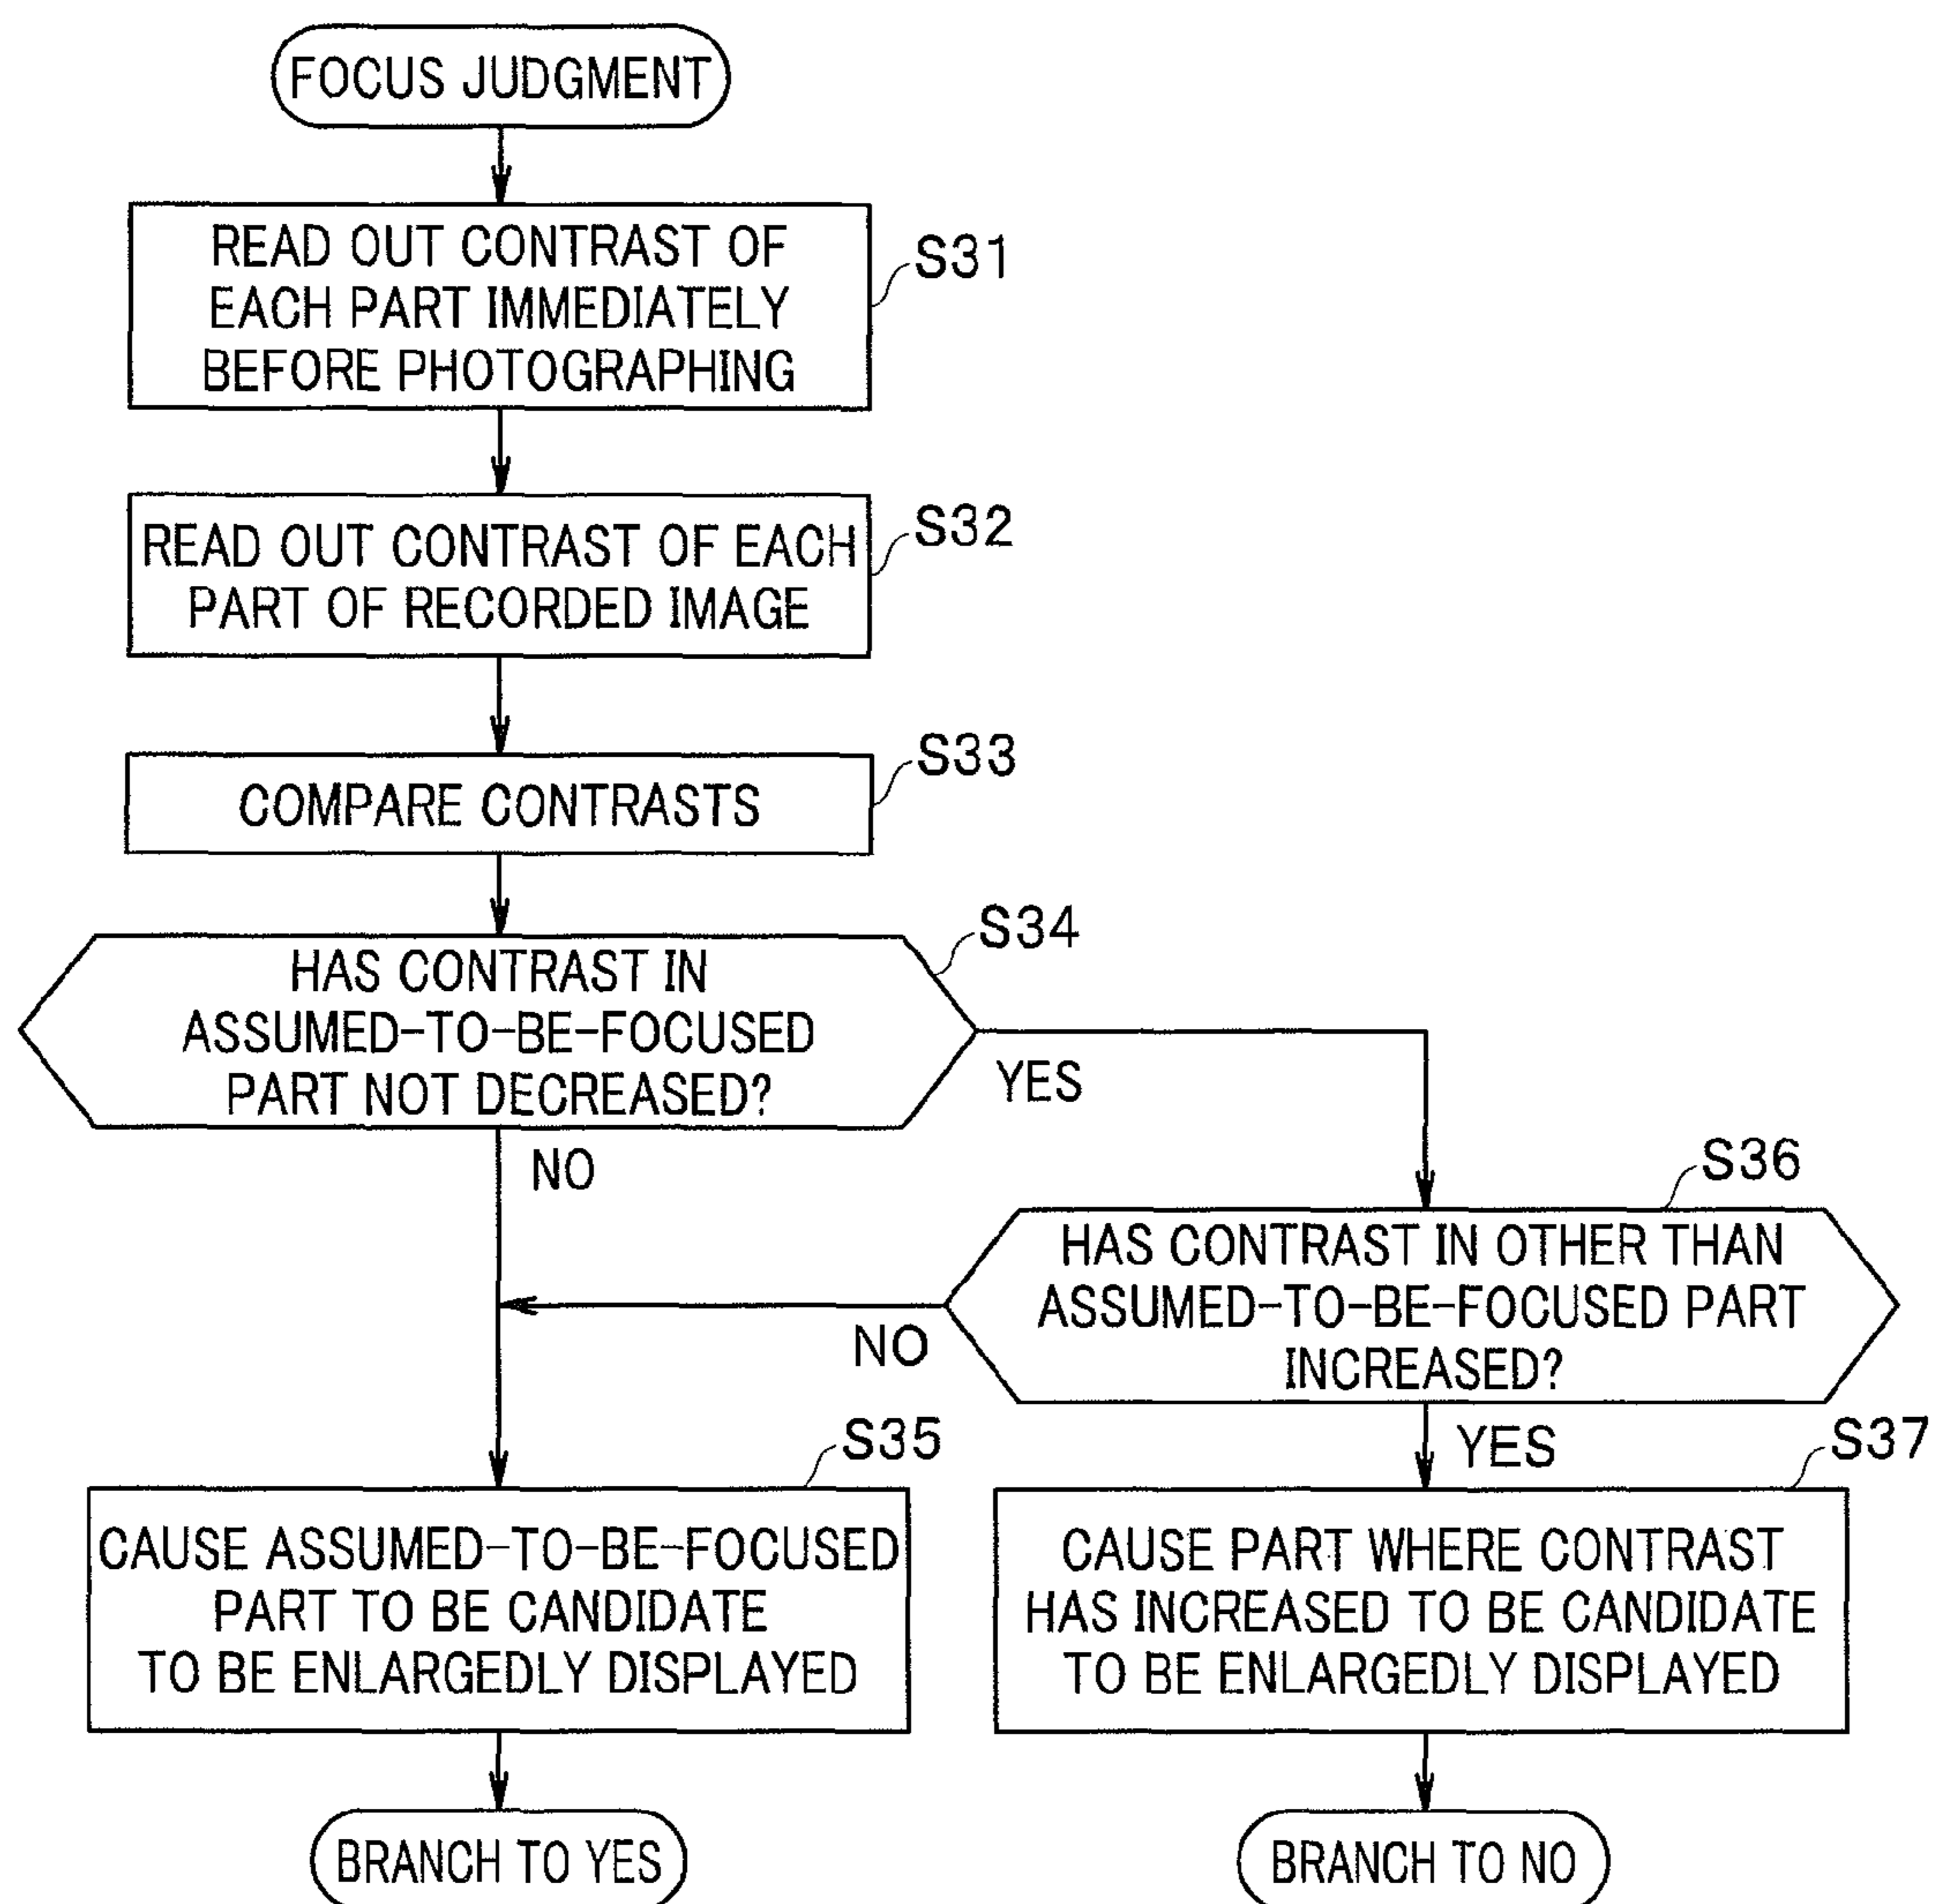 FOCUS JUDGMENT
READ OUT CONTRAST OF
EACH PART IMMEDIATELY
BEFORE PHOTOGRAPHING
S31
READ OUT CONTRAST OF EACH
PART OF RECORDED IMAGE
S32
COMPARE CONTRASTS
S33
HAS CONTRAST IN
ASSUMED-TO-BE-FOCUSED
PART NOT DECREASED?
S34
YES
NO
HAS CONTRAST IN OTHER THAN
ASSUMED-TO-BE-FOCUSED PART
INCREASED?
S36
NO
YES
CAUSE ASSUMED-TO-BE-FOCUSED
PART TO BE CANDIDATE
TO BE ENLARGEDLY DISPLAYED
S35
CAUSE PART WHERE CONTRAST
HAS INCREASED TO BE CANDIDATE
TO BE ENLARGEDLY DISPLAYED
S37
BRANCH TO YES
BRANCH TO NO